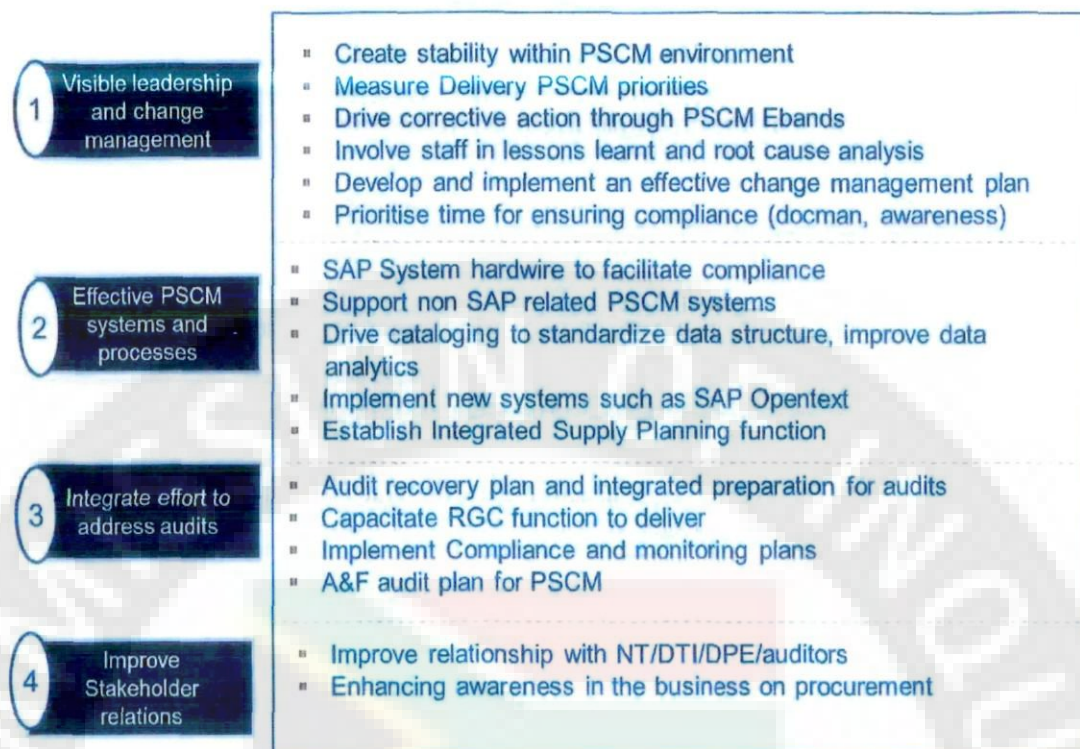 1
Visible leadership
and change
management
Create stability within PSCM environment
Measure Delivery PSCM priorities
Drive corrective action through PSCM Ebands
Involve staff in lessons learnt and root cause analysis
Develop and implement an effective change management plan
Prioritise time for ensuring compliance (docman, awareness)
2
Effective PSCM
systems and
processes
SAP System hardwire to facilitate compliance
Support non SAP related PSCM systems
Drive cataloging to standardize data structure, improve data
analytics
Implement new systems such as SAP Opentext
Establish Integrated Supply Planning function
3
Integrate effort to
address audits
Audit recovery plan and integrated preparation for audits
Capacitate RGC function to deliver
Implement Compliance and monitoring plans
A&F audit plan for PSCM
4
Improve
Stakeholder
relations
Improve relationship with NT/DTI/DPE/auditors
Enhancing awareness in the business on procurement